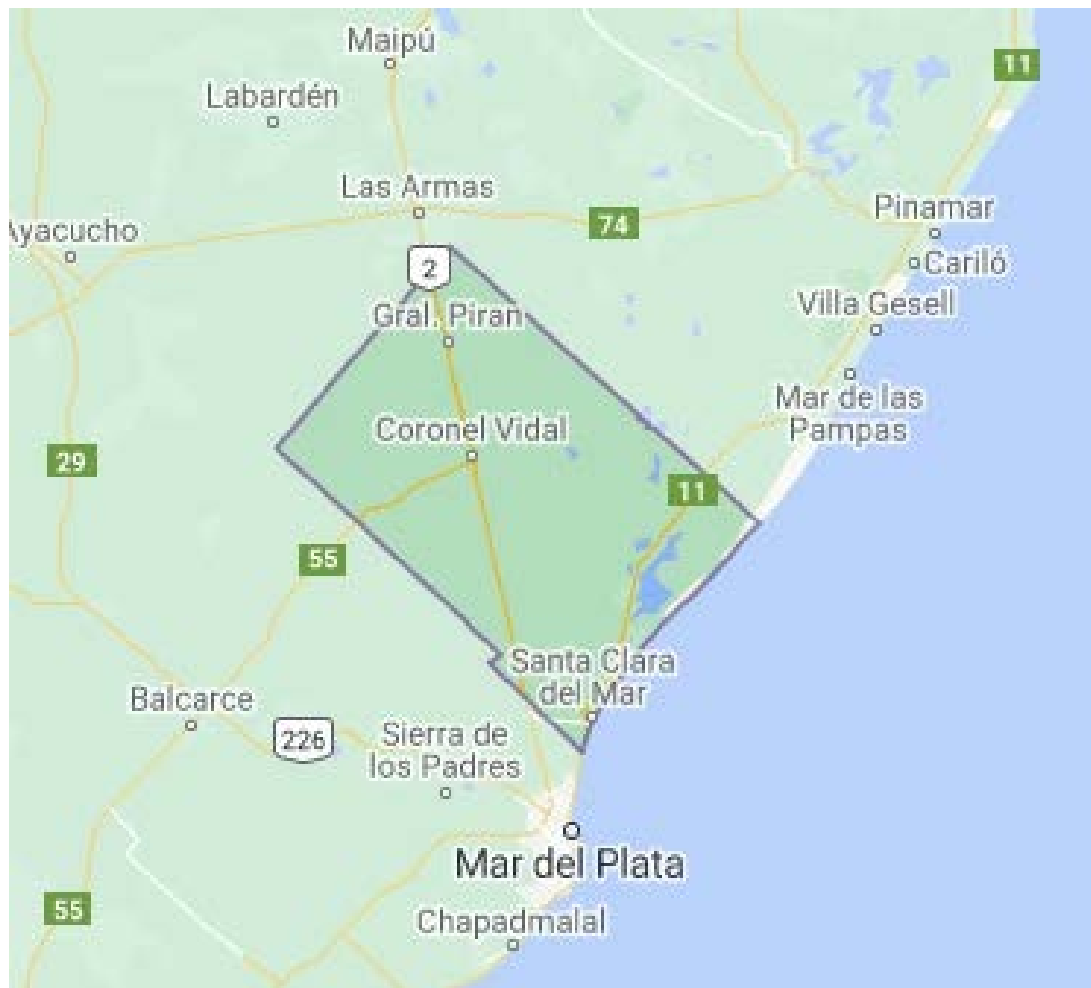 Maipú
11
Labardén
Las Armas
Ayacucho
74
Pinamar
2
Cariló
Villa Gesell
Gral. Piran
Mar de las
Pampas
Coronel Vidal
29
11
55
Santa Clara
del Mar
Balcarce
226
Sierra de
los Padres
Mar del Plata
55
Chapadmalal